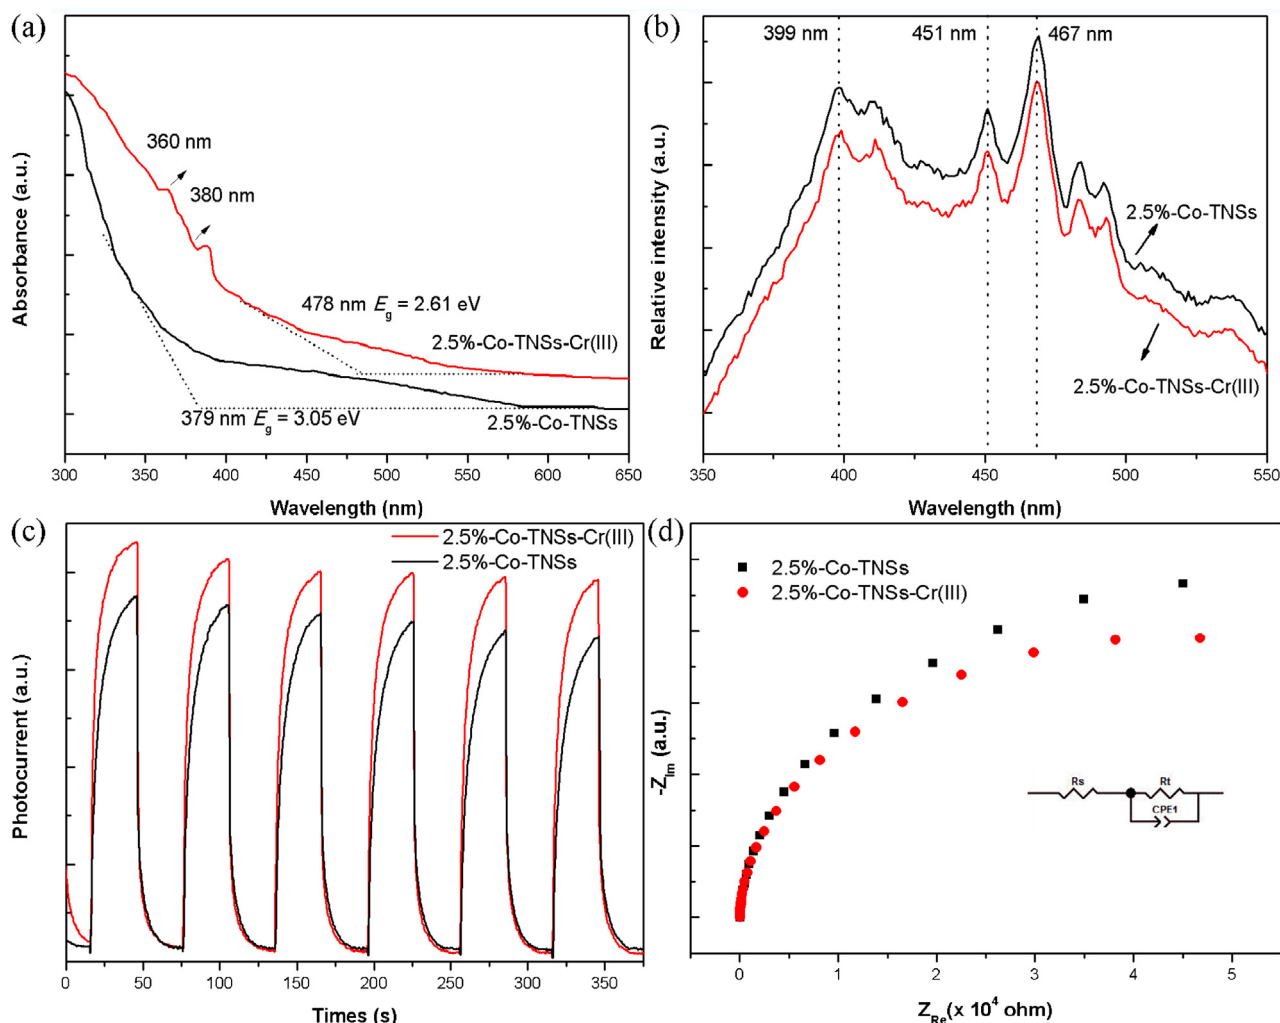 (a)
360 nm
380 nm
478 nm Eg = 2.61 eV
2.5%-Co-TNSs-Cr(III)
379 nm Eg = 3.05 eV
2.5%-Co-TNSs
Absorbance (a.u.)
300 350 400 450 500 550 600 650
Wavelength (nm)
(b)
399 nm 451 nm 467 nm
2.5%-Co-TNSs
2.5%-Co-TNSs-Cr(III)
Relative intensity (a.u.)
350 400 450 500 550
Wavelength (nm)
(c)
2.5%-Co-TNSs-Cr(III)
2.5%-Co-TNSs
Photocurrent (a.u.)
0 50 100 150 200 250 300 350
Times (s)
(d)
2.5%-Co-TNSs
2.5%-Co-TNSs-Cr(III)
Rs Rt
CPE1
-ZIm (a.u.)
0 1 2 3 4 5
ZRe(x 10⁴ ohm)